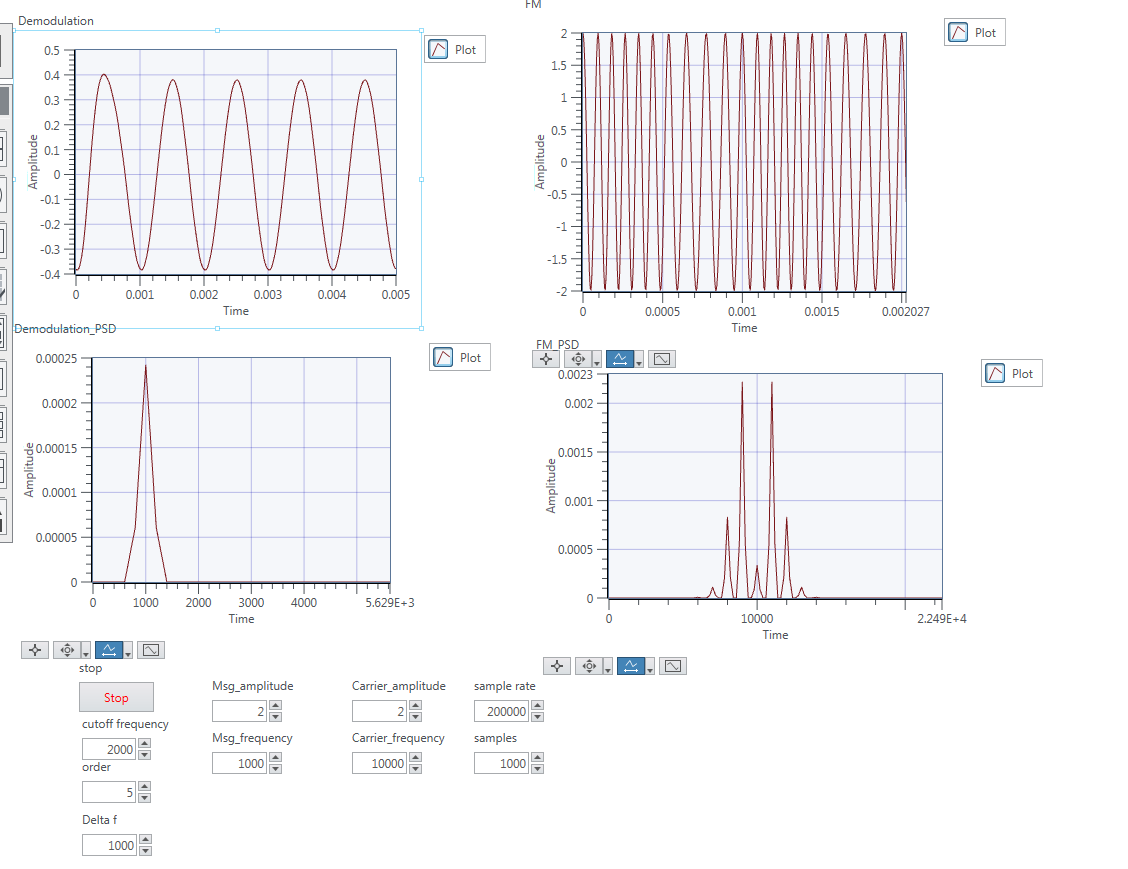 Demodulation
Plot
0.5
0.4
0.3
0.2
0.1
0
-0.1
-0.2
-0.3
-0.4
Amplitude
0 0.001 0.002 0.003 0.004 0.005
Time
FM
Plot
2
1.5
1
0.5
0
-0.5
-1
-1.5
-2
Amplitude
0 0.0005 0.001 0.0015 0.002027
Time
Demodulation_PSD
Plot
0.00025
0.0002
0.00015
0.0001
0.00005
0
Amplitude
0 1000 2000 3000 4000 5.629E+3
Time
FM_PSD
Plot
0.0023
0.002
0.0015
0.001
0.0005
0
Amplitude
0 10000 2.249E+4
Time
stop
Stop
cutoff frequency
2000
order
5
Delta f
1000
Msg_amplitude
2
Msg_frequency
1000
Carrier_amplitude
2
Carrier_frequency
10000
sample rate
200000
samples
1000